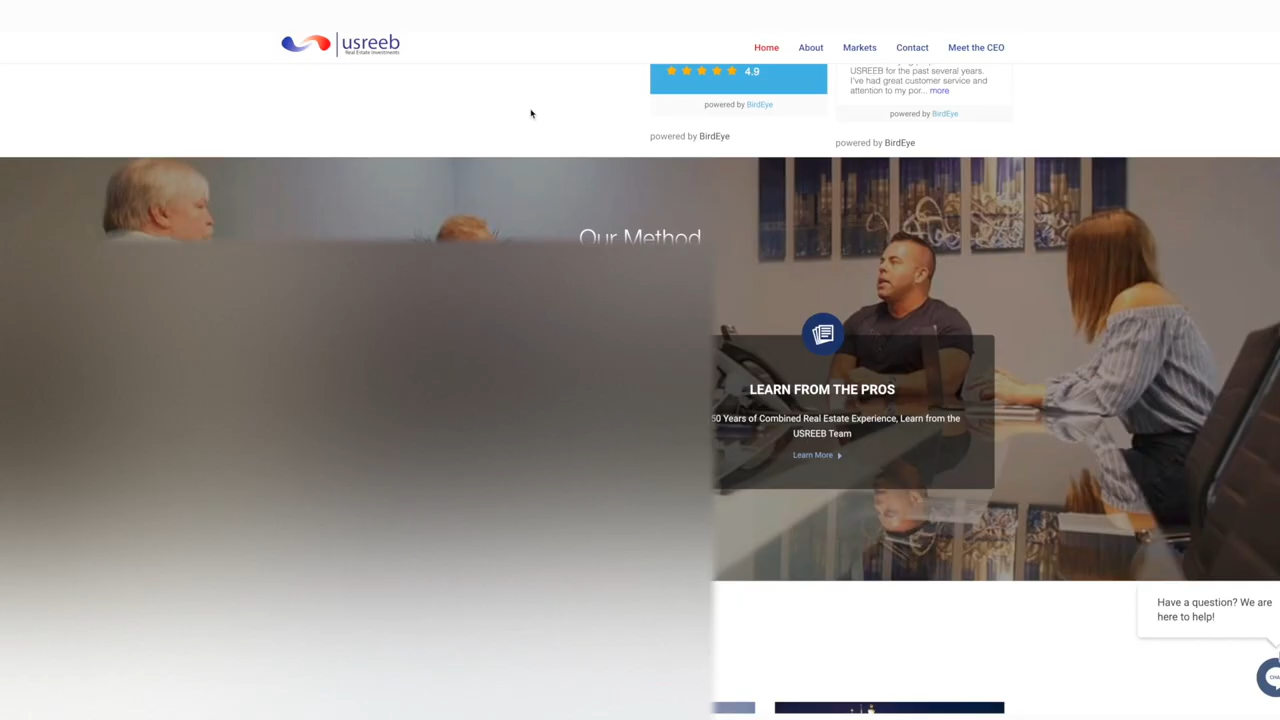 usreeb
Real Estate Investments
Home
About
Markets
Contact
Meet the CEO
4.9
powered by BirdEye
powered by BirdEye
USREEB for the past several years.
I've had great customer service and
attention to my por... more
powered by BirdEye
powered by BirdEye
Our Method
LEARN FROM THE PROS
50 Years of Combined Real Estate Experience, Learn from the
USREEB Team
Learn More
Have a question? We are
here to help!